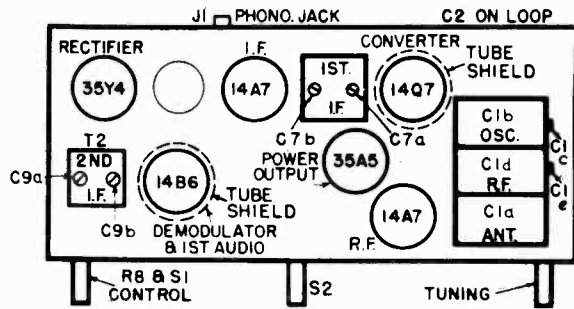 J1 PHONO. JACK
C2 ON LOOP
RECTIFIER
I.F.
CONVERTER
TUBE
SHIELD
35Y4
14A7
1ST.
I.F.
14Q7
C7b
C7a
C1b
OSC.
C1c
POWER
OUTPUT
35A5
C1d
R.F.
C1e
T2
2ND
I.F.
C9a
C9b
14B6
TUBE
SHIELD
DEMODULATOR
& 1ST AUDIO
14A7
R.F.
C1a
ANT.
R8 & S1
CONTROL
S2
TUNING